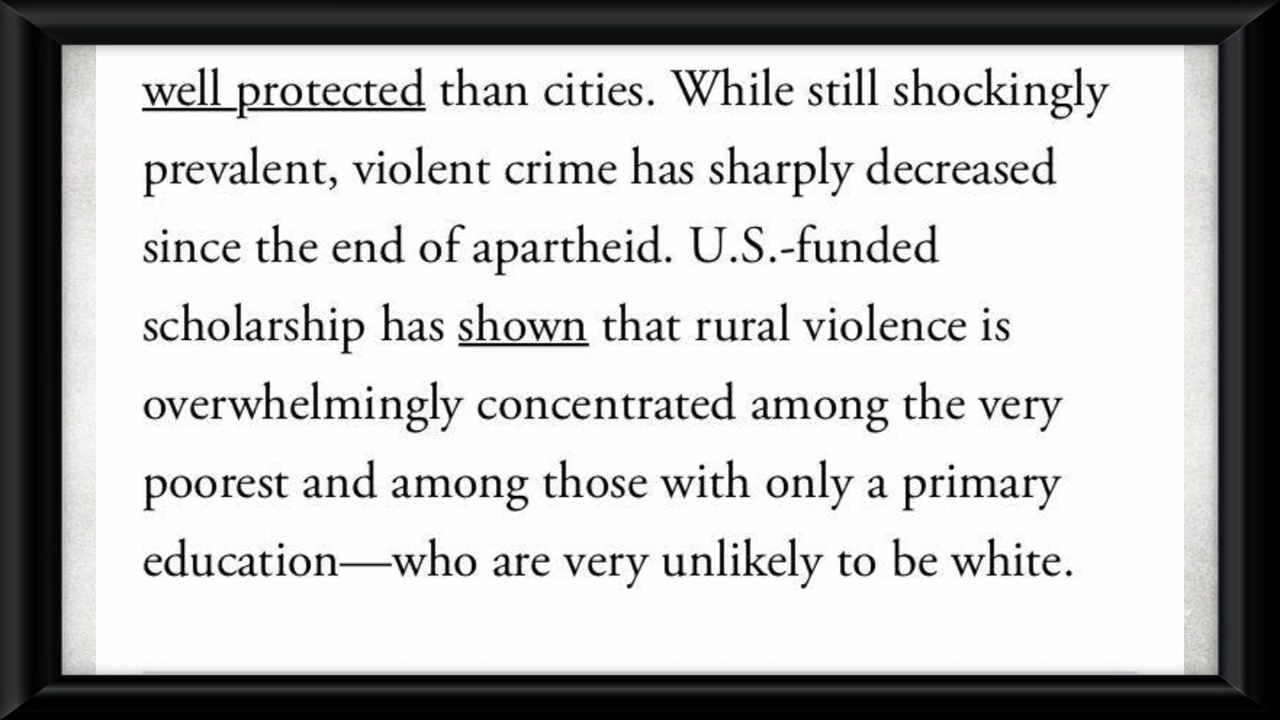 well protected than cities. While still shockingly
prevalent, violent crime has sharply decreased
since the end of apartheid. U.S.-funded
scholarship has shown that rural violence is
overwhelmingly concentrated among the very
poorest and among those with only a primary
education—who are very unlikely to be white.